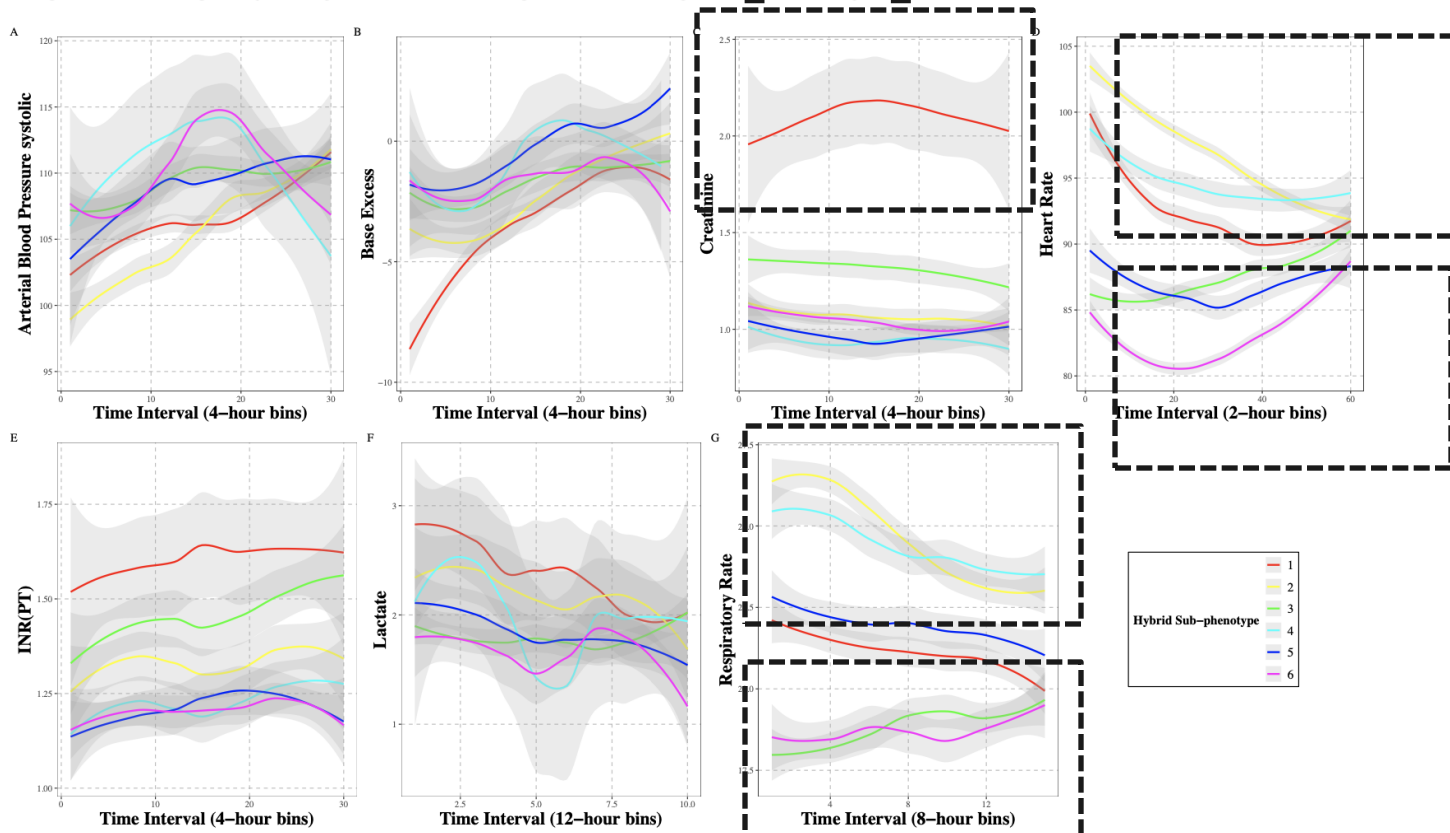 A
B
C
D
120
115
110
105
100
95
0
10
20
30
Arterial Blood Pressure systolic
Time Interval (4−hour bins)
0
−5
−10
0
10
20
30
Base Excess
Time Interval (4−hour bins)
2.5
2.0
1.5
1.0
0
10
20
30
Creatinine
Time Interval (4−hour bins)
105
100
95
90
85
80
0
20
40
60
Heart Rate
Time Interval (2−hour bins)
E
F
G
1.75
1.50
1.25
1.00
0
10
20
30
INR(PT)
Time Interval (4−hour bins)
3
2
1
2.5
5.0
7.5
10.0
Lactate
Time Interval (12−hour bins)
4
8
12
Respiratory Rate
Time Interval (8−hour bins)
Hybrid Sub−phenotype
1
2
3
4
5
6